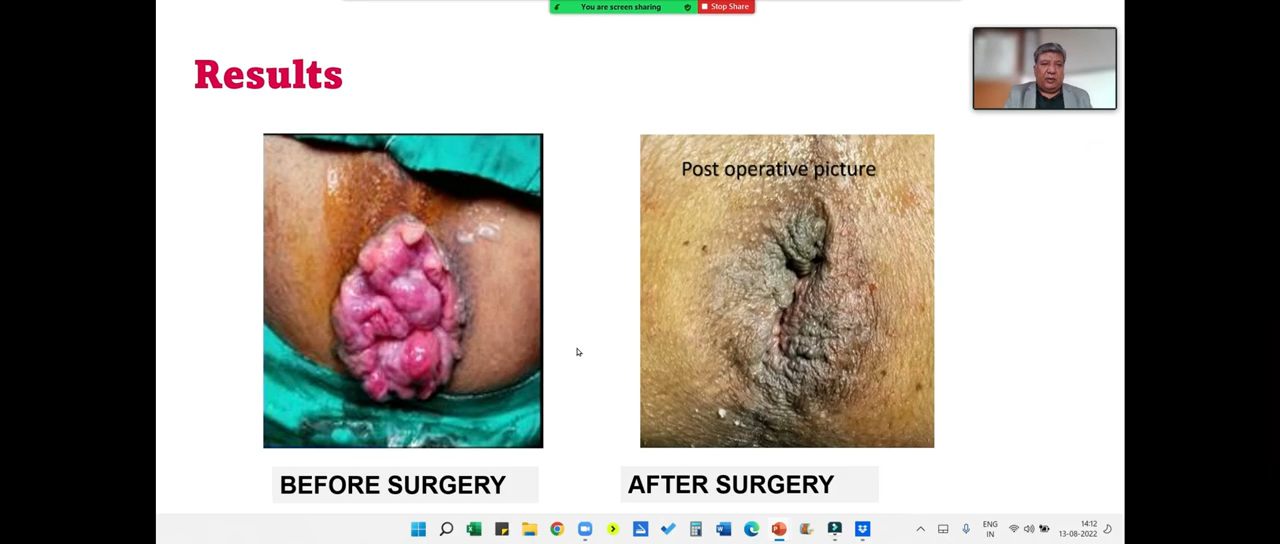 You are screen sharing
Stop Share
Results
Post operative picture
BEFORE SURGERY
AFTER SURGERY
ENG
IN
14:12
13-08-2022